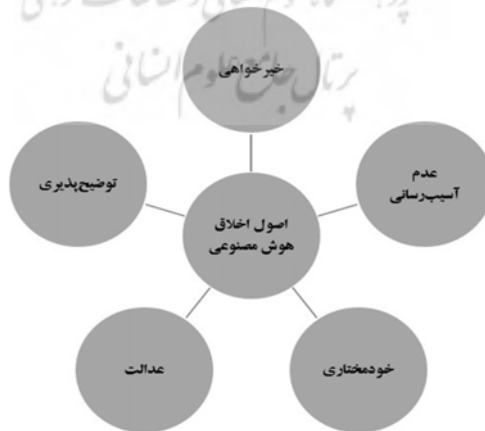 پرتال جامع علوم انسانی
خیرخواهی
عدم
آسیب‌رسانی
توضیح‌پذیری
اصول اخلاق
هوش مصنوعی
خودمختاری
عدالت